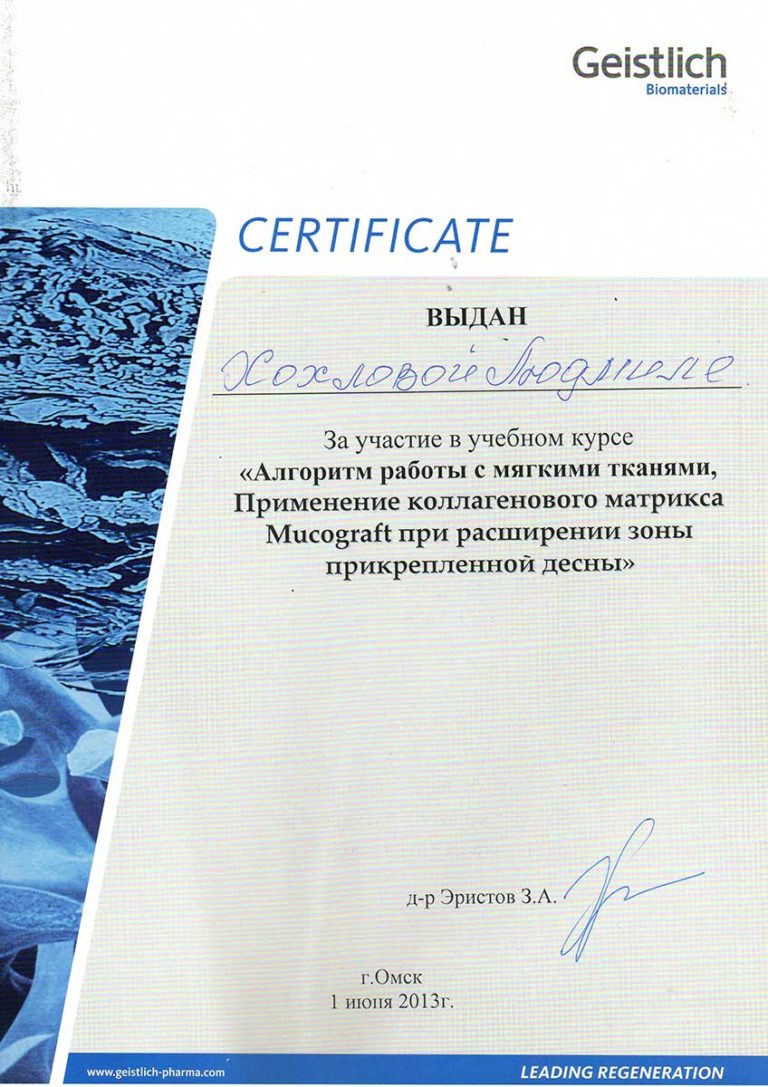 Geistlich
Biomaterials
CERTIFICATE
ВЫДАН
Хохловой Людмиле
За участие в учебном курсе
«Алгоритм работы с мягкими тканями,
Применение коллагенового матрикса
Mucograft при расширении зоны
прикрепленной десны»
д-р Эристов З.А.
г.Омск
1 июня 2013г.
www.geistlich-pharma.com
LEADING REGENERATION